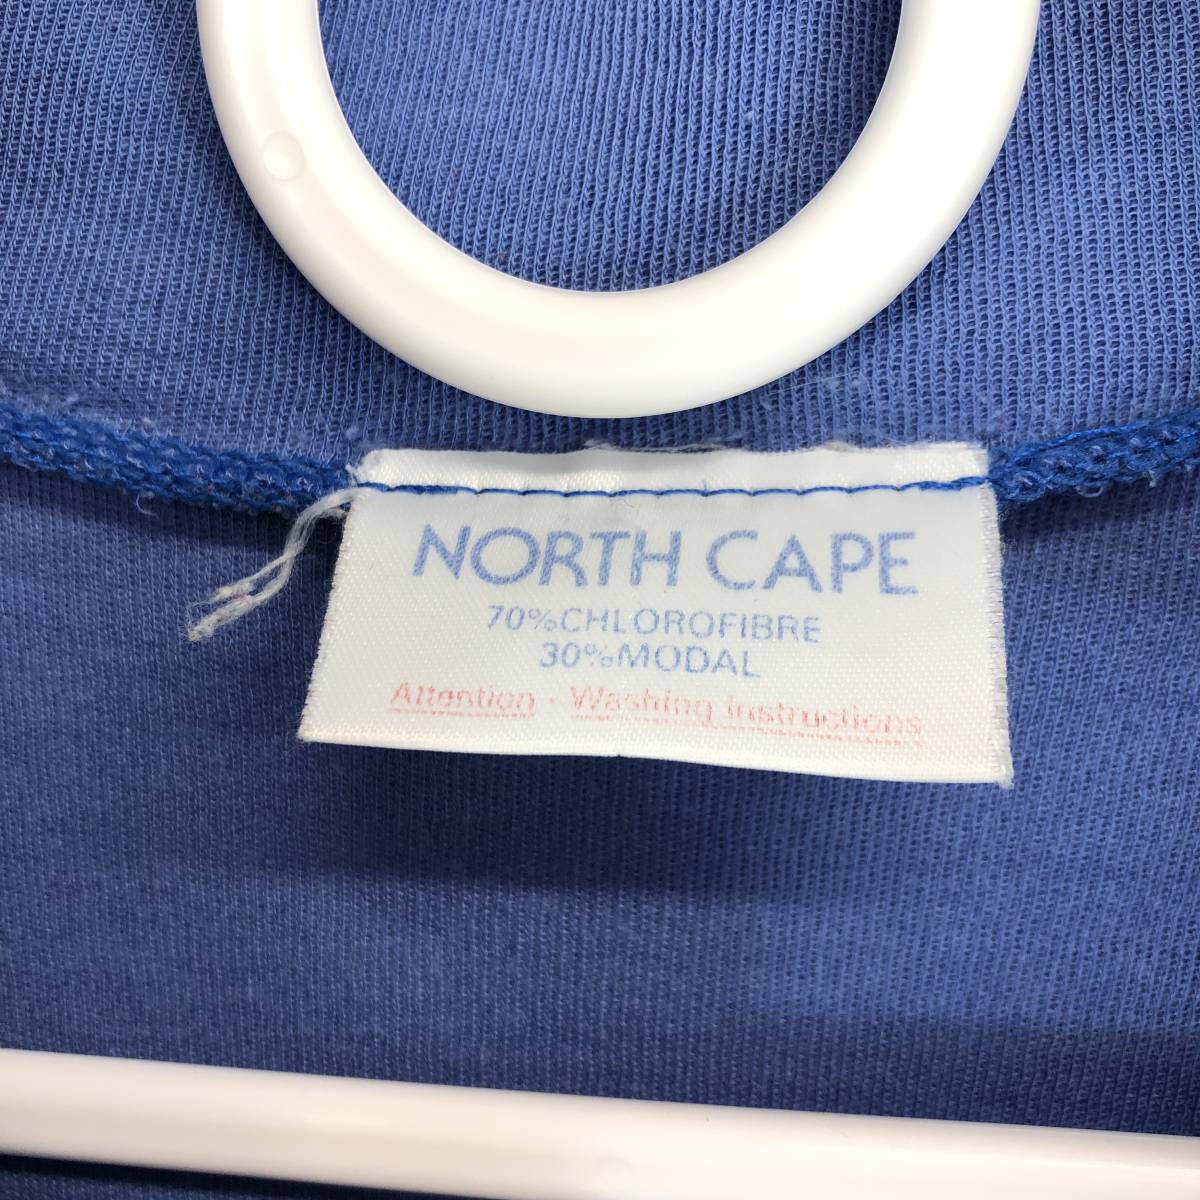 NORTH CAPE
70%CHLOROFIBRE
30%MODAL
Attention · Washing instructions